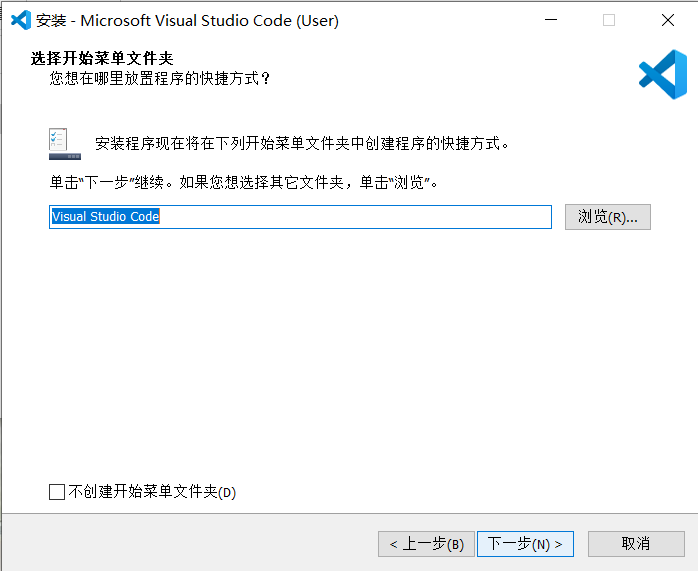 安装 - Microsoft Visual Studio Code (User)
选择开始菜单文件夹
您想在哪里放置程序的快捷方式？
安装程序现在将在下列开始菜单文件夹中创建程序的快捷方式。
单击“下一步”继续。如果您想选择其它文件夹，单击“浏览”。
Visual Studio Code
浏览(R)...
不创建开始菜单文件夹(D)
< 上一步(B)
下一步(N) >
取消